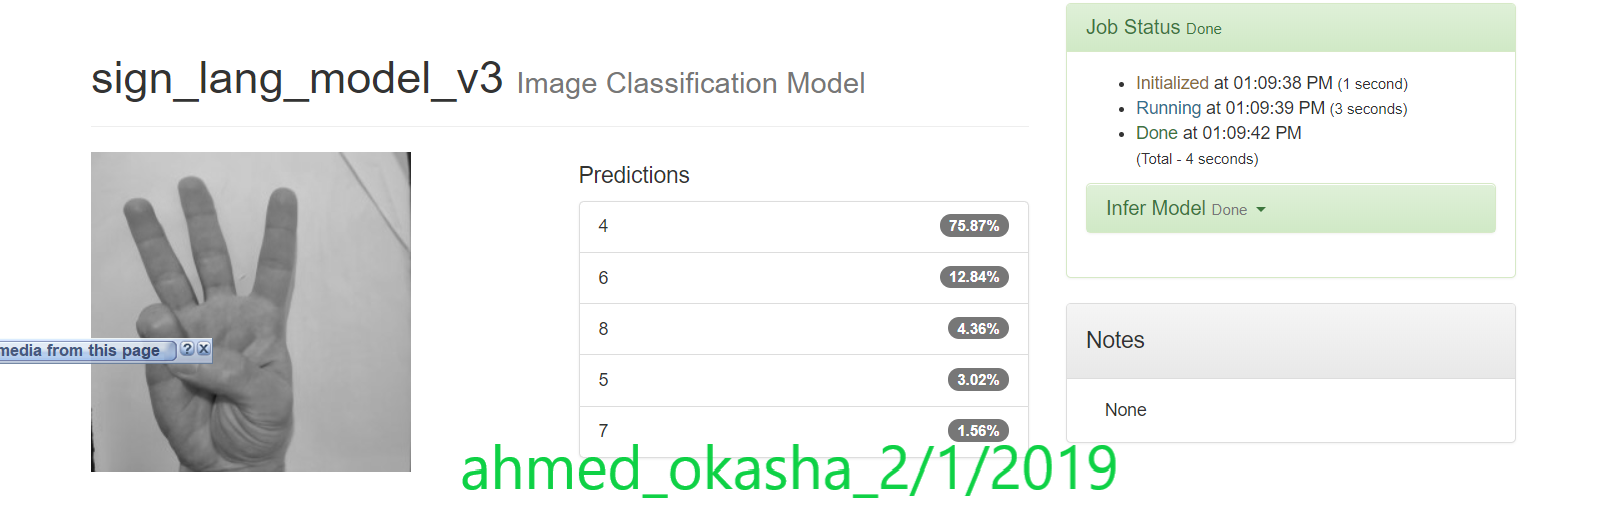 sign_lang_model_v3 Image Classification Model
Predictions
4 75.87%
6 12.84%
8 4.36%
5 3.02%
7 1.56%
Job Status Done
Initialized at 01:09:38 PM (1 second)
Running at 01:09:39 PM (3 seconds)
Done at 01:09:42 PM
(Total - 4 seconds)
Infer Model Done
Notes
None
media from this page ? X
ahmed_okasha_2/1/2019